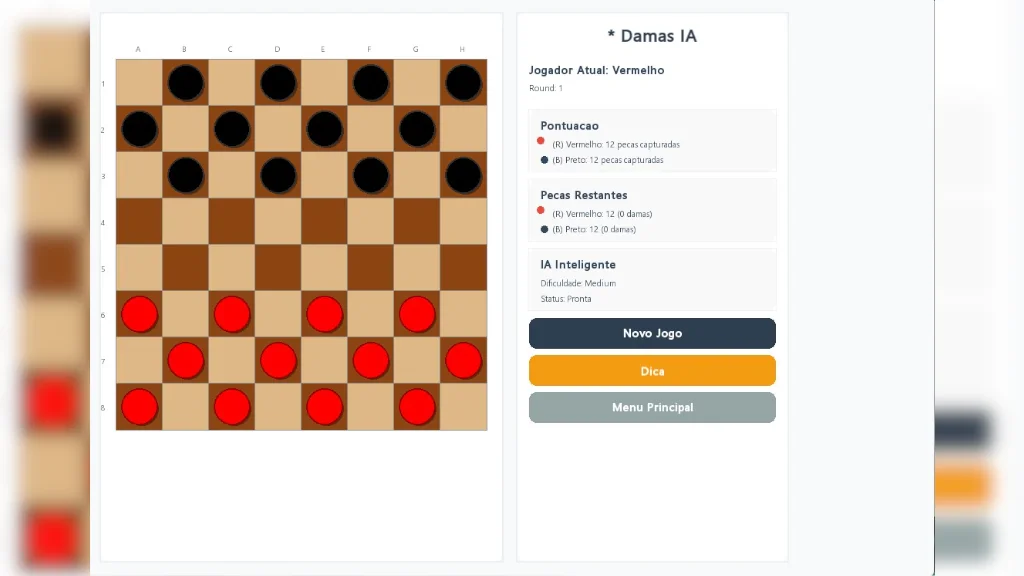 * Damas IA
A B C D E F G H
Jogador Atual: Vermelho
Round: 1
1
2
3
4
5
6
7
8
Pontuacao
(R) Vermelho: 12 pecas capturadas
(B) Preto: 12 pecas capturadas
Pecas Restantes
(R) Vermelho: 12 (0 damas)
(B) Preto: 12 (0 damas)
IA Inteligente
Dificuldade: Medium
Status: Pronta
Novo Jogo
Dica
Menu Principal